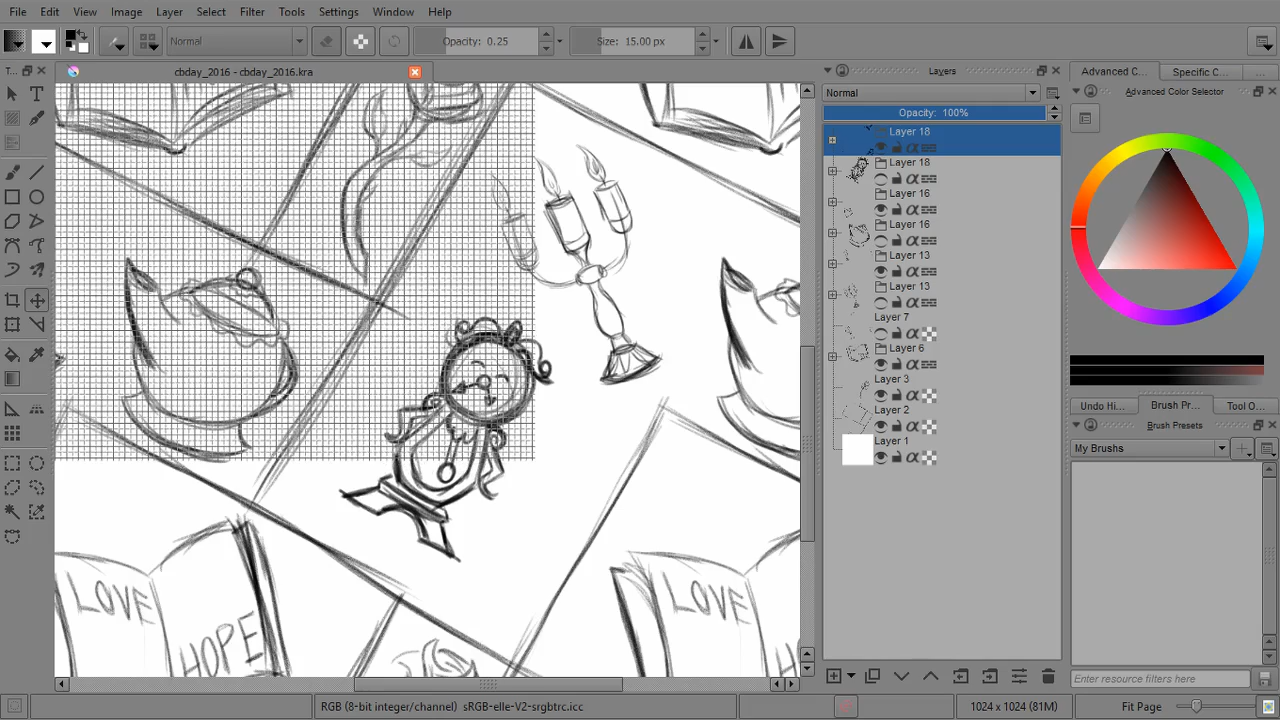 File Edit View Image Layer Select Filter Tools Settings Window Help
Normal Opacity: 0.25 Size: 15.00 px
T... cbday_2016 - cbday_2016.kra
Layers
Normal
Opacity: 100%
Layer 18
Layer 18
Layer 16
Layer 16
Layer 13
Layer 13
Layer 7
Layer 6
Layer 3
Layer 2
Layer 1
Advanced C... Specific C... ...
Advanced Color Selector
Undo Hi... Brush Pr... Tool O...
Brush Presets
My Brushes
Enter resource filters here
LOVE
HOPE
LOVE
RGB (8-bit integer/channel) sRGB-elle-V2-srgbtrc.icc
1024 x 1024 (81M)
Fit Page